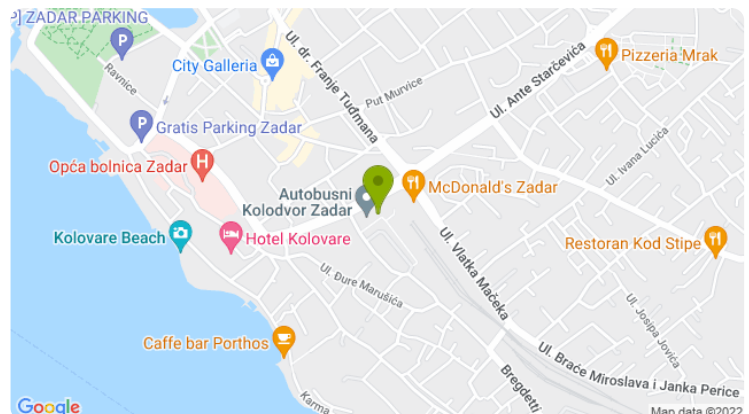 P] ZADAR PARKING
P
Ravnice
City Galleria
Ul. dr. Franje Tuđmana
Put Murvice
Ul. Ante Starčevića
Pizzeria Mrak
P
Gratis Parking Zadar
Ul. Ivana Lucića
Opća bolnica Zadar
H
Autobusni
Kolodvor Zadar
McDonald's Zadar
Kolovare Beach
Hotel Kolovare
Ul. Vlatka Mačeka
Restoran Kod Stipe
Ul. Đure Marušića
Ul. Josipa Jovića
Caffe bar Porthos
Ul. Braće Miroslava i Janka Perice
Bregdetti
Karma
Google
Map data ©2023